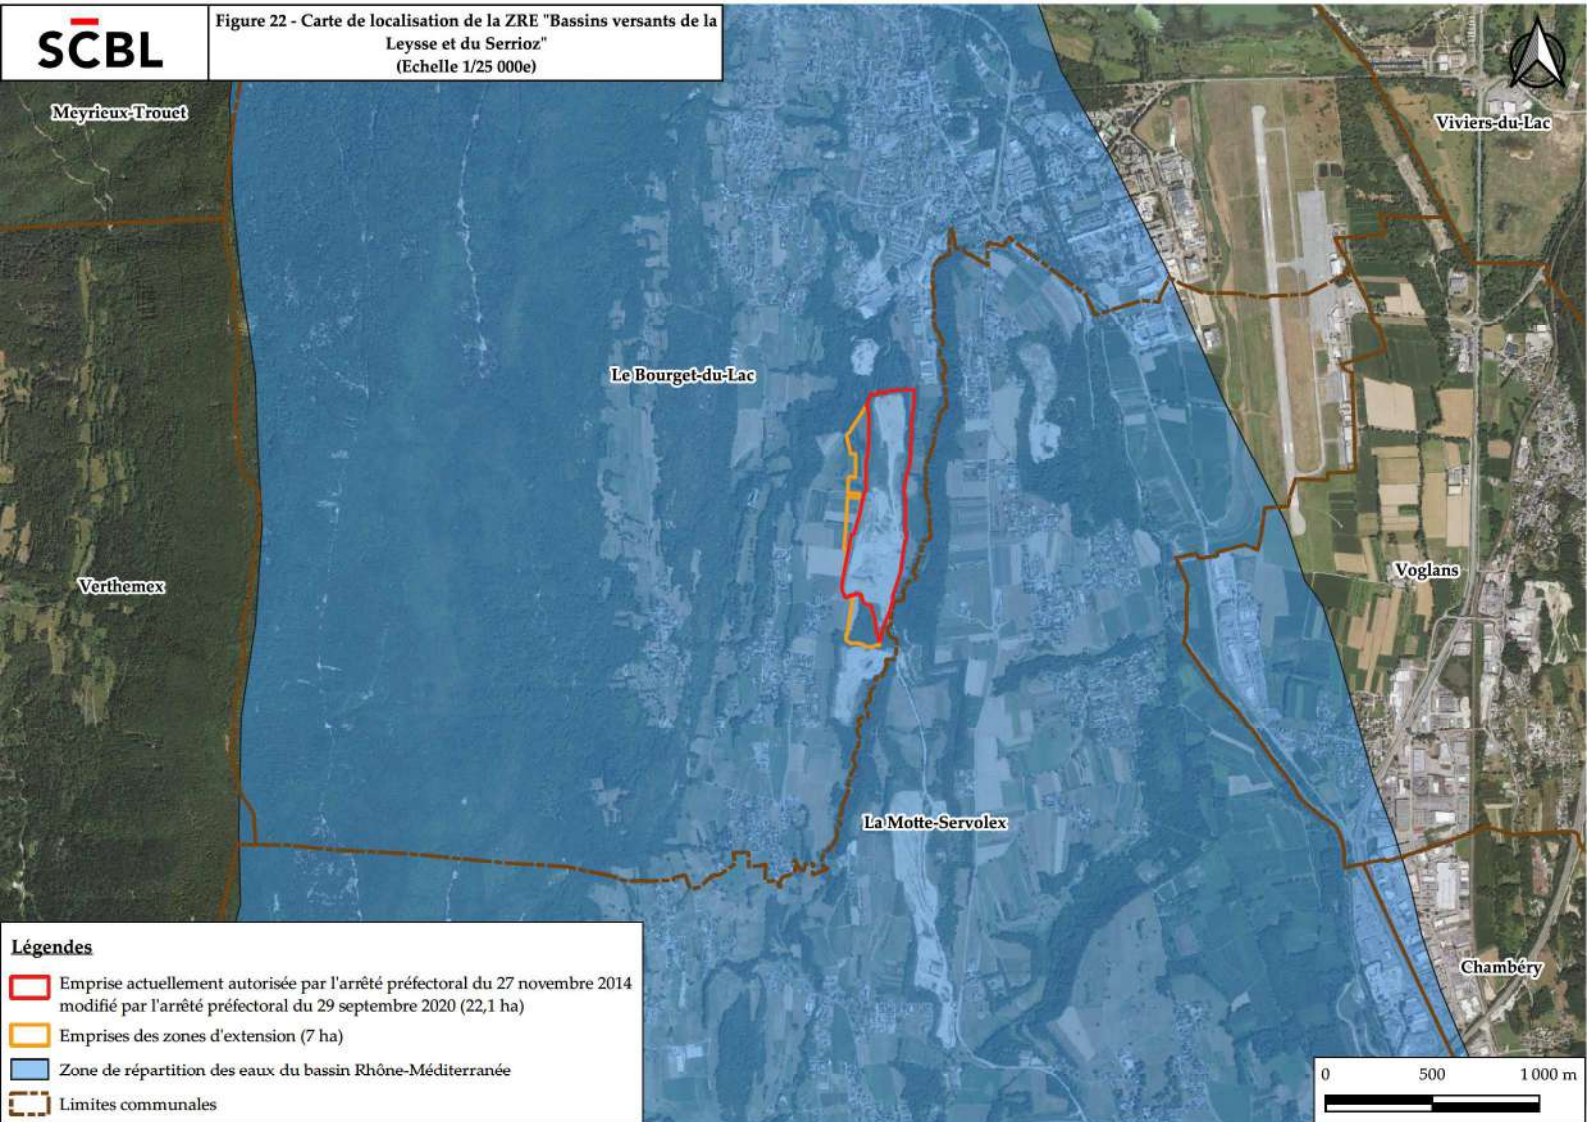 SCBL
Figure 22 - Carte de localisation de la ZRE "Bassins versants de la
Leysse et du Serrioz"
(Echelle 1/25 000e)
Meyrieux-Trouet
Viviers-du-Lac
Le Bourget-du-Lac
Verthemex
Voglans
La Motte-Servolex
Chambéry
Légendes
Emprise actuellement autorisée par l'arrêté préfectoral du 27 novembre 2014
modifié par l'arrêté préfectoral du 29 septembre 2020 (22,1 ha)
Emprises des zones d'extension (7 ha)
Zone de répartition des eaux du bassin Rhône-Méditerranée
Limites communales
0 500 1 000 m